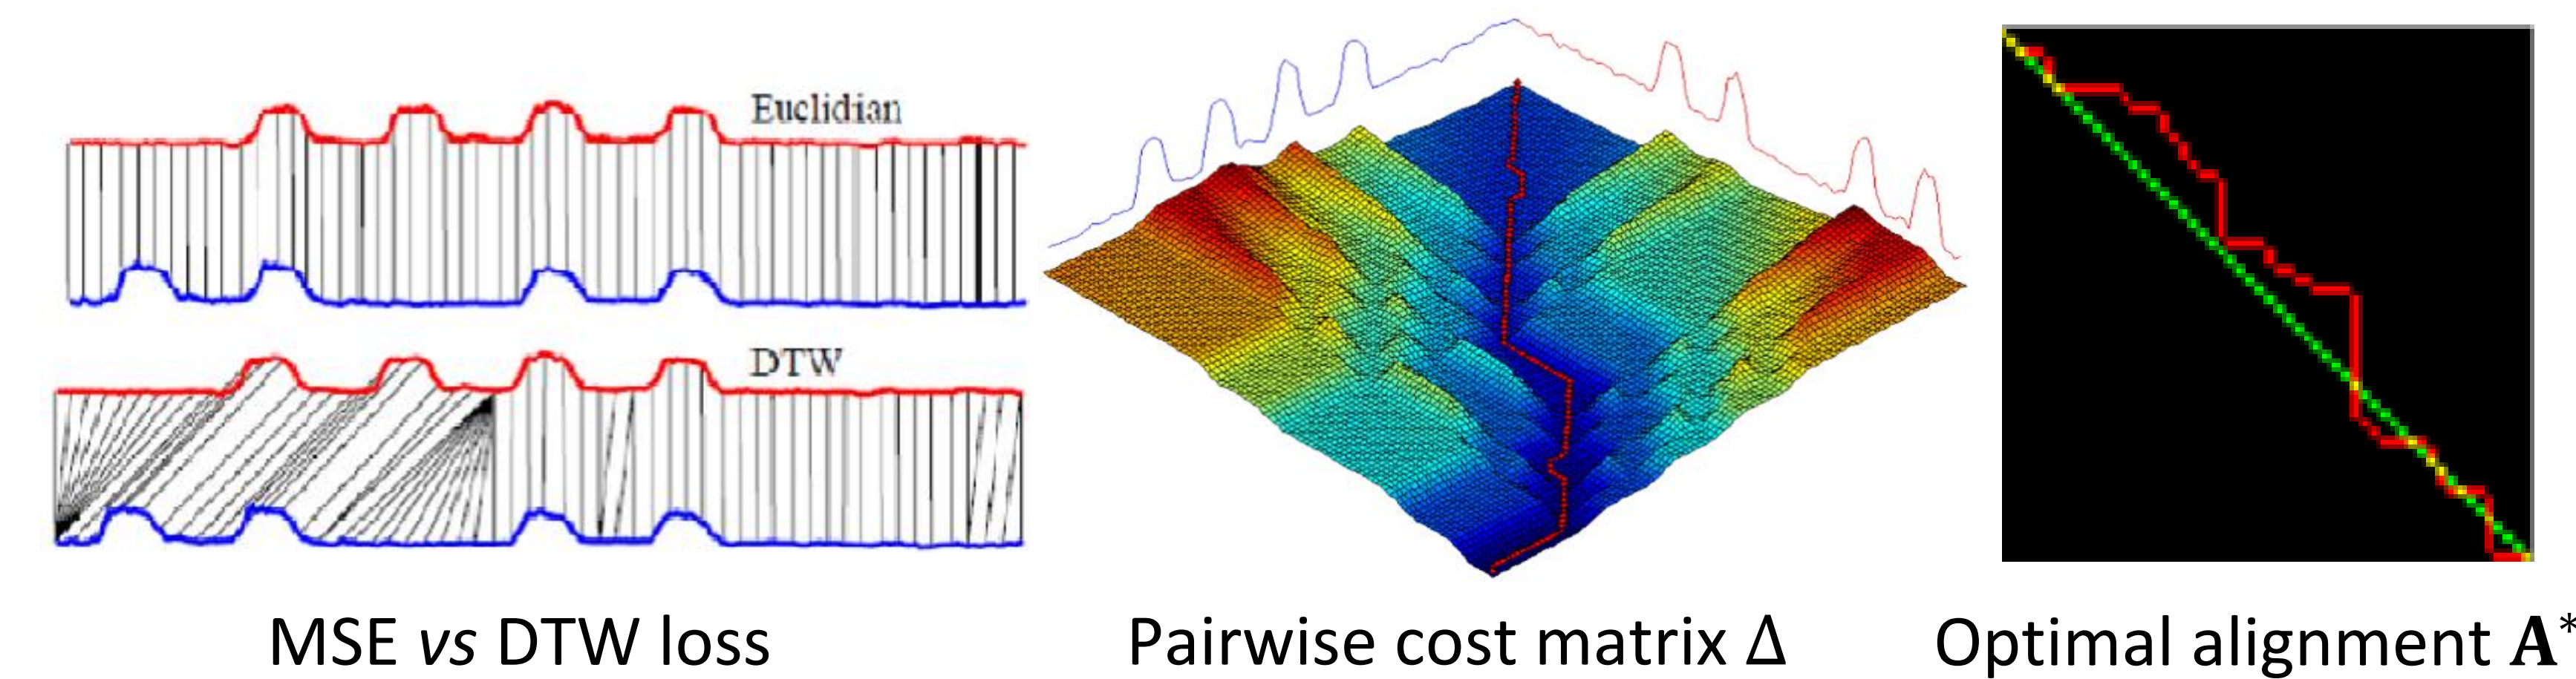 Euclidian
DTW
MSE vs DTW loss
Pairwise cost matrix Δ
Optimal alignment A*